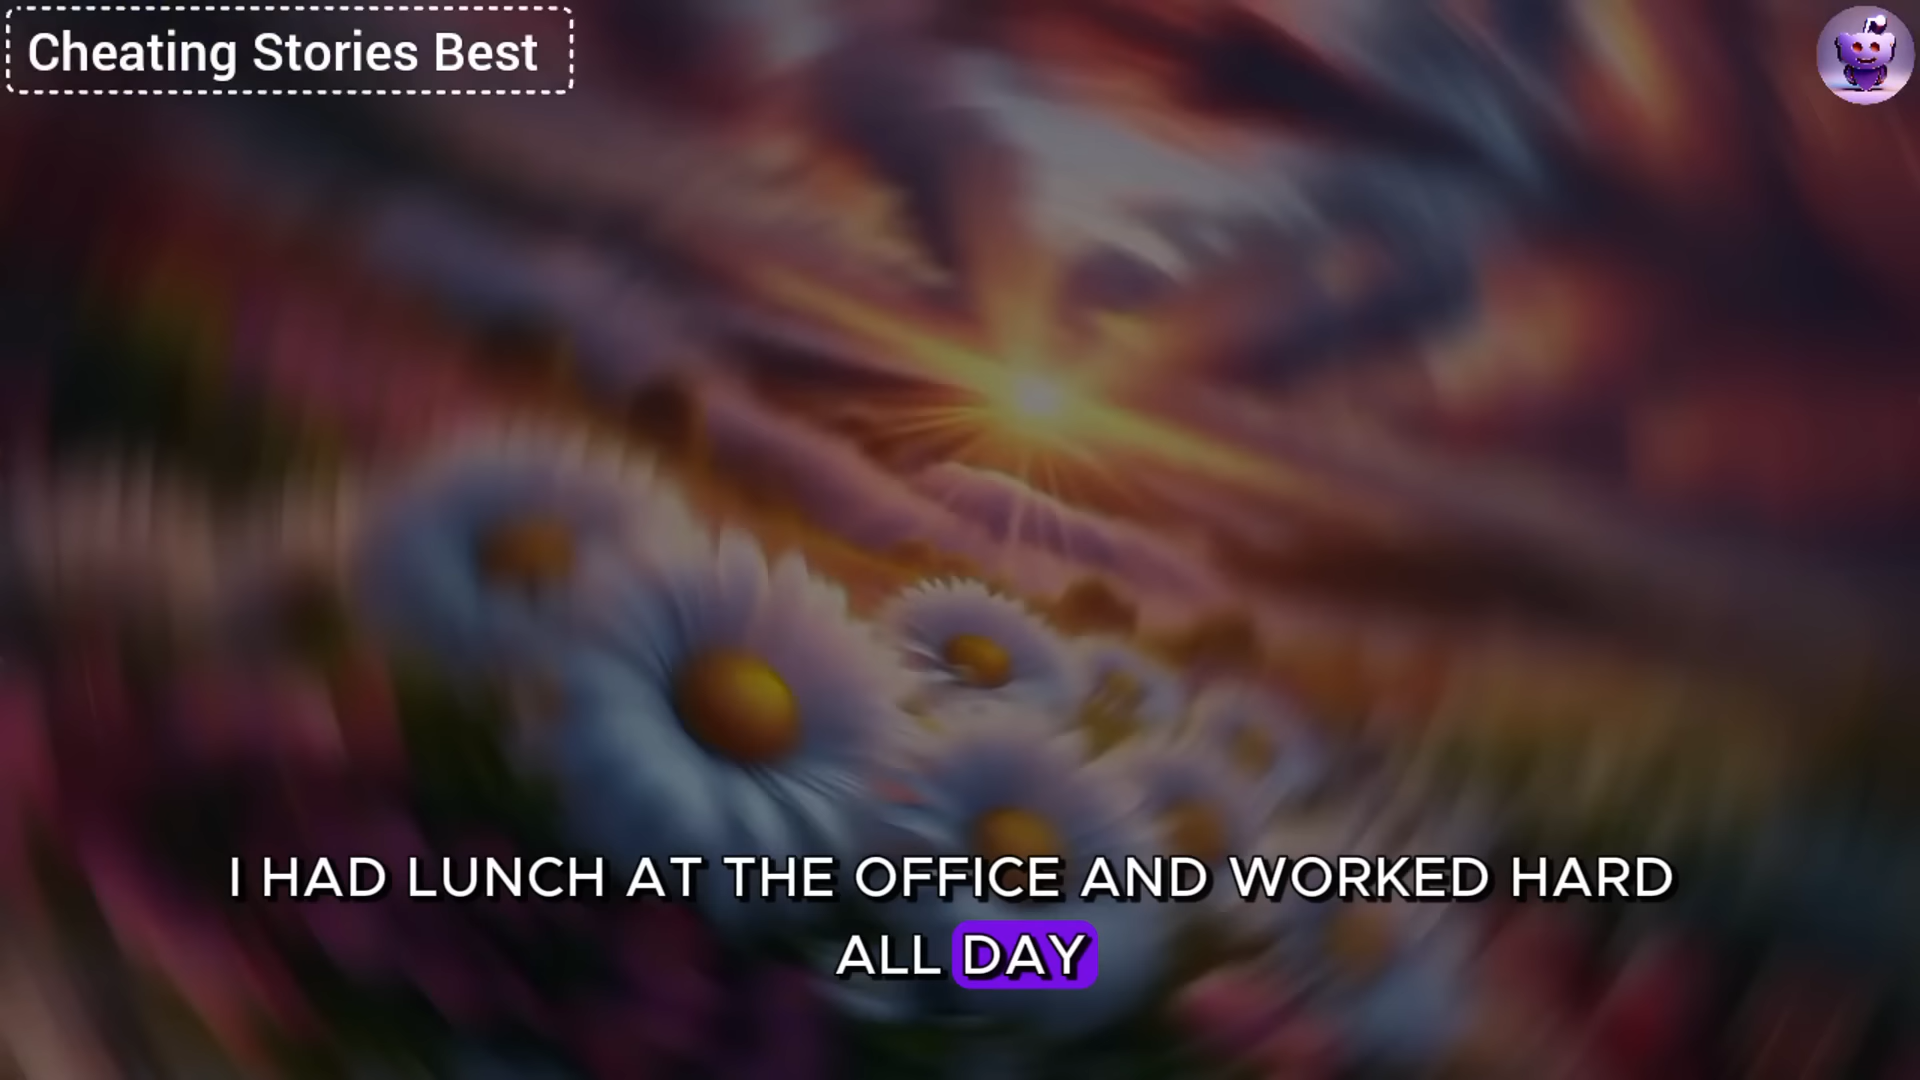 Cheating Stories Best
I HAD LUNCH AT THE OFFICE AND WORKED HARD
ALL DAY